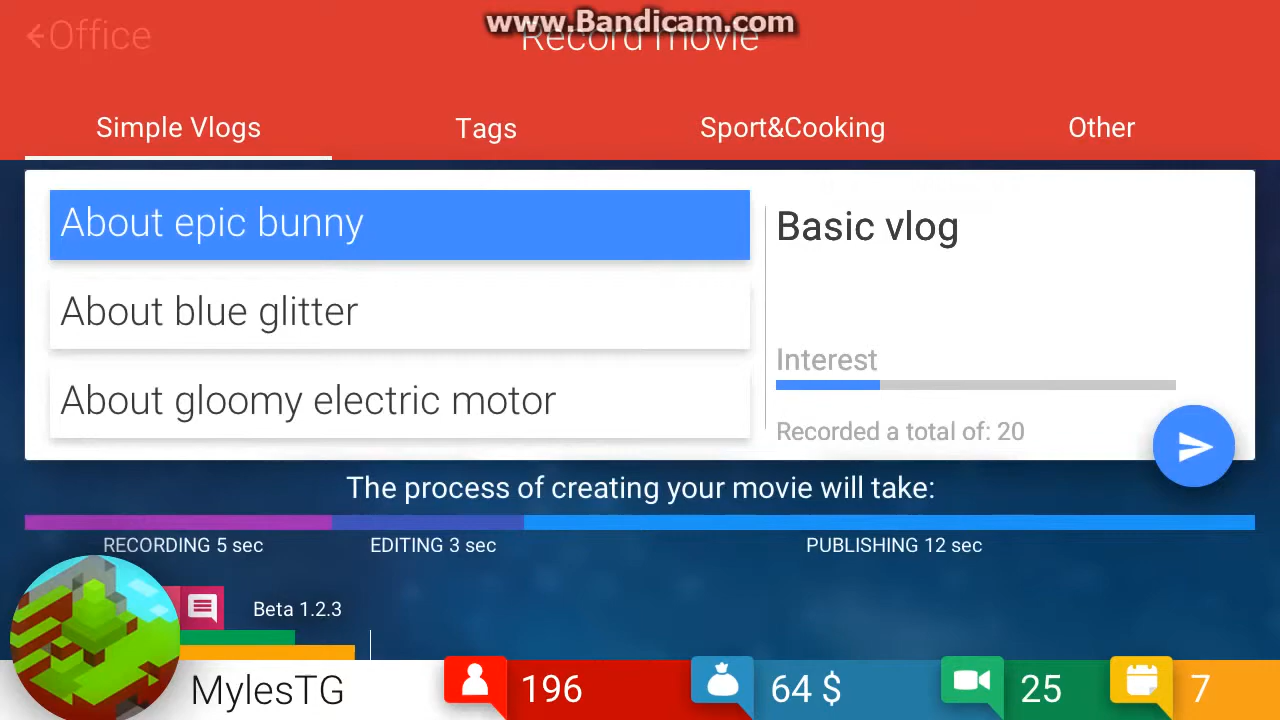 www.Bandicam.com
Office
Record movie
Simple Vlogs
Tags
Sport&Cooking
Other
About epic bunny
Basic vlog
About blue glitter
Interest
About gloomy electric motor
Recorded a total of: 20
The process of creating your movie will take:
RECORDING 5 sec
EDITING 3 sec
PUBLISHING 12 sec
Beta 1.2.3
MylesTG
196
64 $
25
7